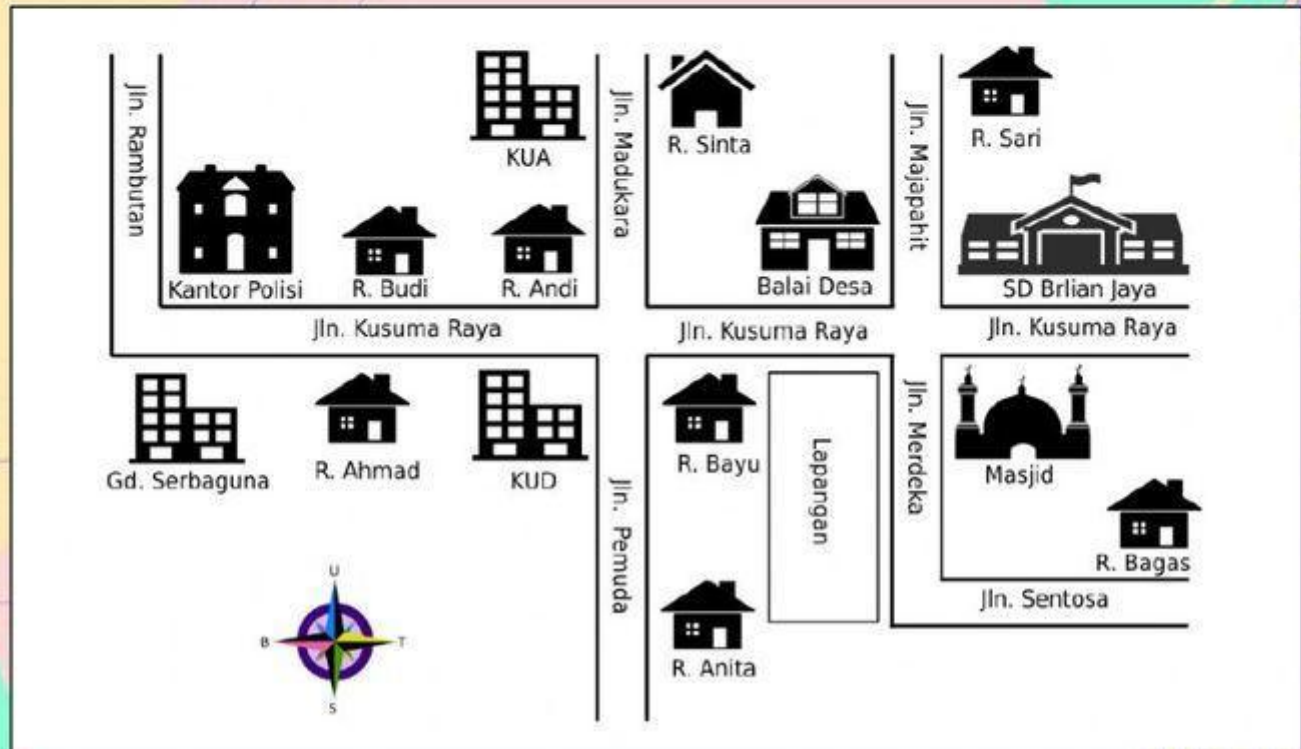 Jln. Rambutan
KUA
Jln. Madukara
R. Sinta
Jln. Majapahit
R. Sari
Kantor Polisi
R. Budi
R. Andi
Balai Desa
SD Brlian Jaya
Jln. Kusuma Raya
Jln. Kusuma Raya
Jln. Kusuma Raya
Gd. Serbaguna
R. Ahmad
KUD
Jln. Pemuda
R. Bayu
Lapangan
Jln. Merdeka
Masjid
R. Bagas
Jln. Sentosa
R. Anita
U
B
T
S